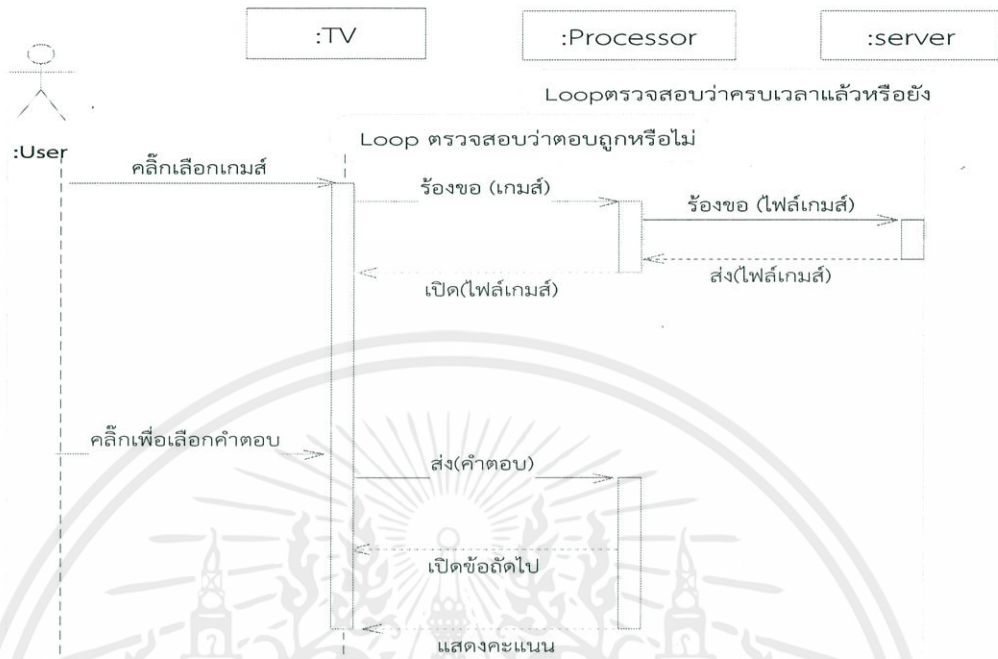 :TV
:Processor
:server
Loopตรวจสอบว่าครบเวลาแล้วหรือยัง
Loop ตรวจสอบว่าตอบถูกหรือไม่
:User
คลิ๊กเลือกเกมส์
ร้องขอ (เกมส์)
ร้องขอ (ไฟล์เกมส์)
ส่ง(ไฟล์เกมส์)
เปิด(ไฟล์เกมส์)
คลิ๊กเพื่อเลือกคำตอบ
ส่ง(คำตอบ)
เปิดข้อถัดไป
แสดงคะแนน